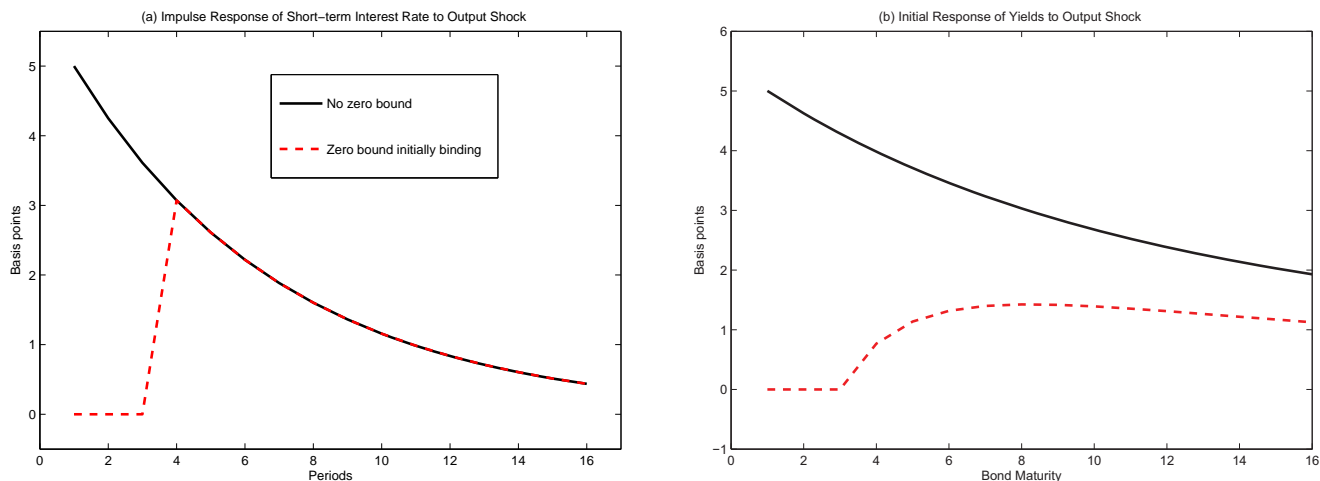 (a) Impulse Response of Short−term Interest Rate to Output Shock
5
4
3
2
1
0
Basis points
No zero bound
Zero bound initially binding
0 2 4 6 8 10 12 14 16
Periods
(b) Initial Response of Yields to Output Shock
6
5
4
3
2
1
0
−1
Basis points
0 2 4 6 8 10 12 14 16
Bond Maturity